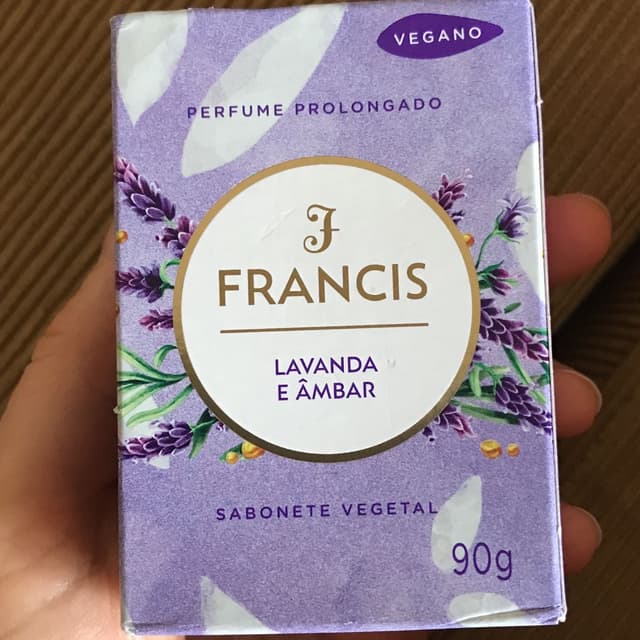 VEGANO
PERFUME PROLONGADO
F
FRANCIS
LAVANDA
E ÂMBAR
SABONETE VEGETAL
90g